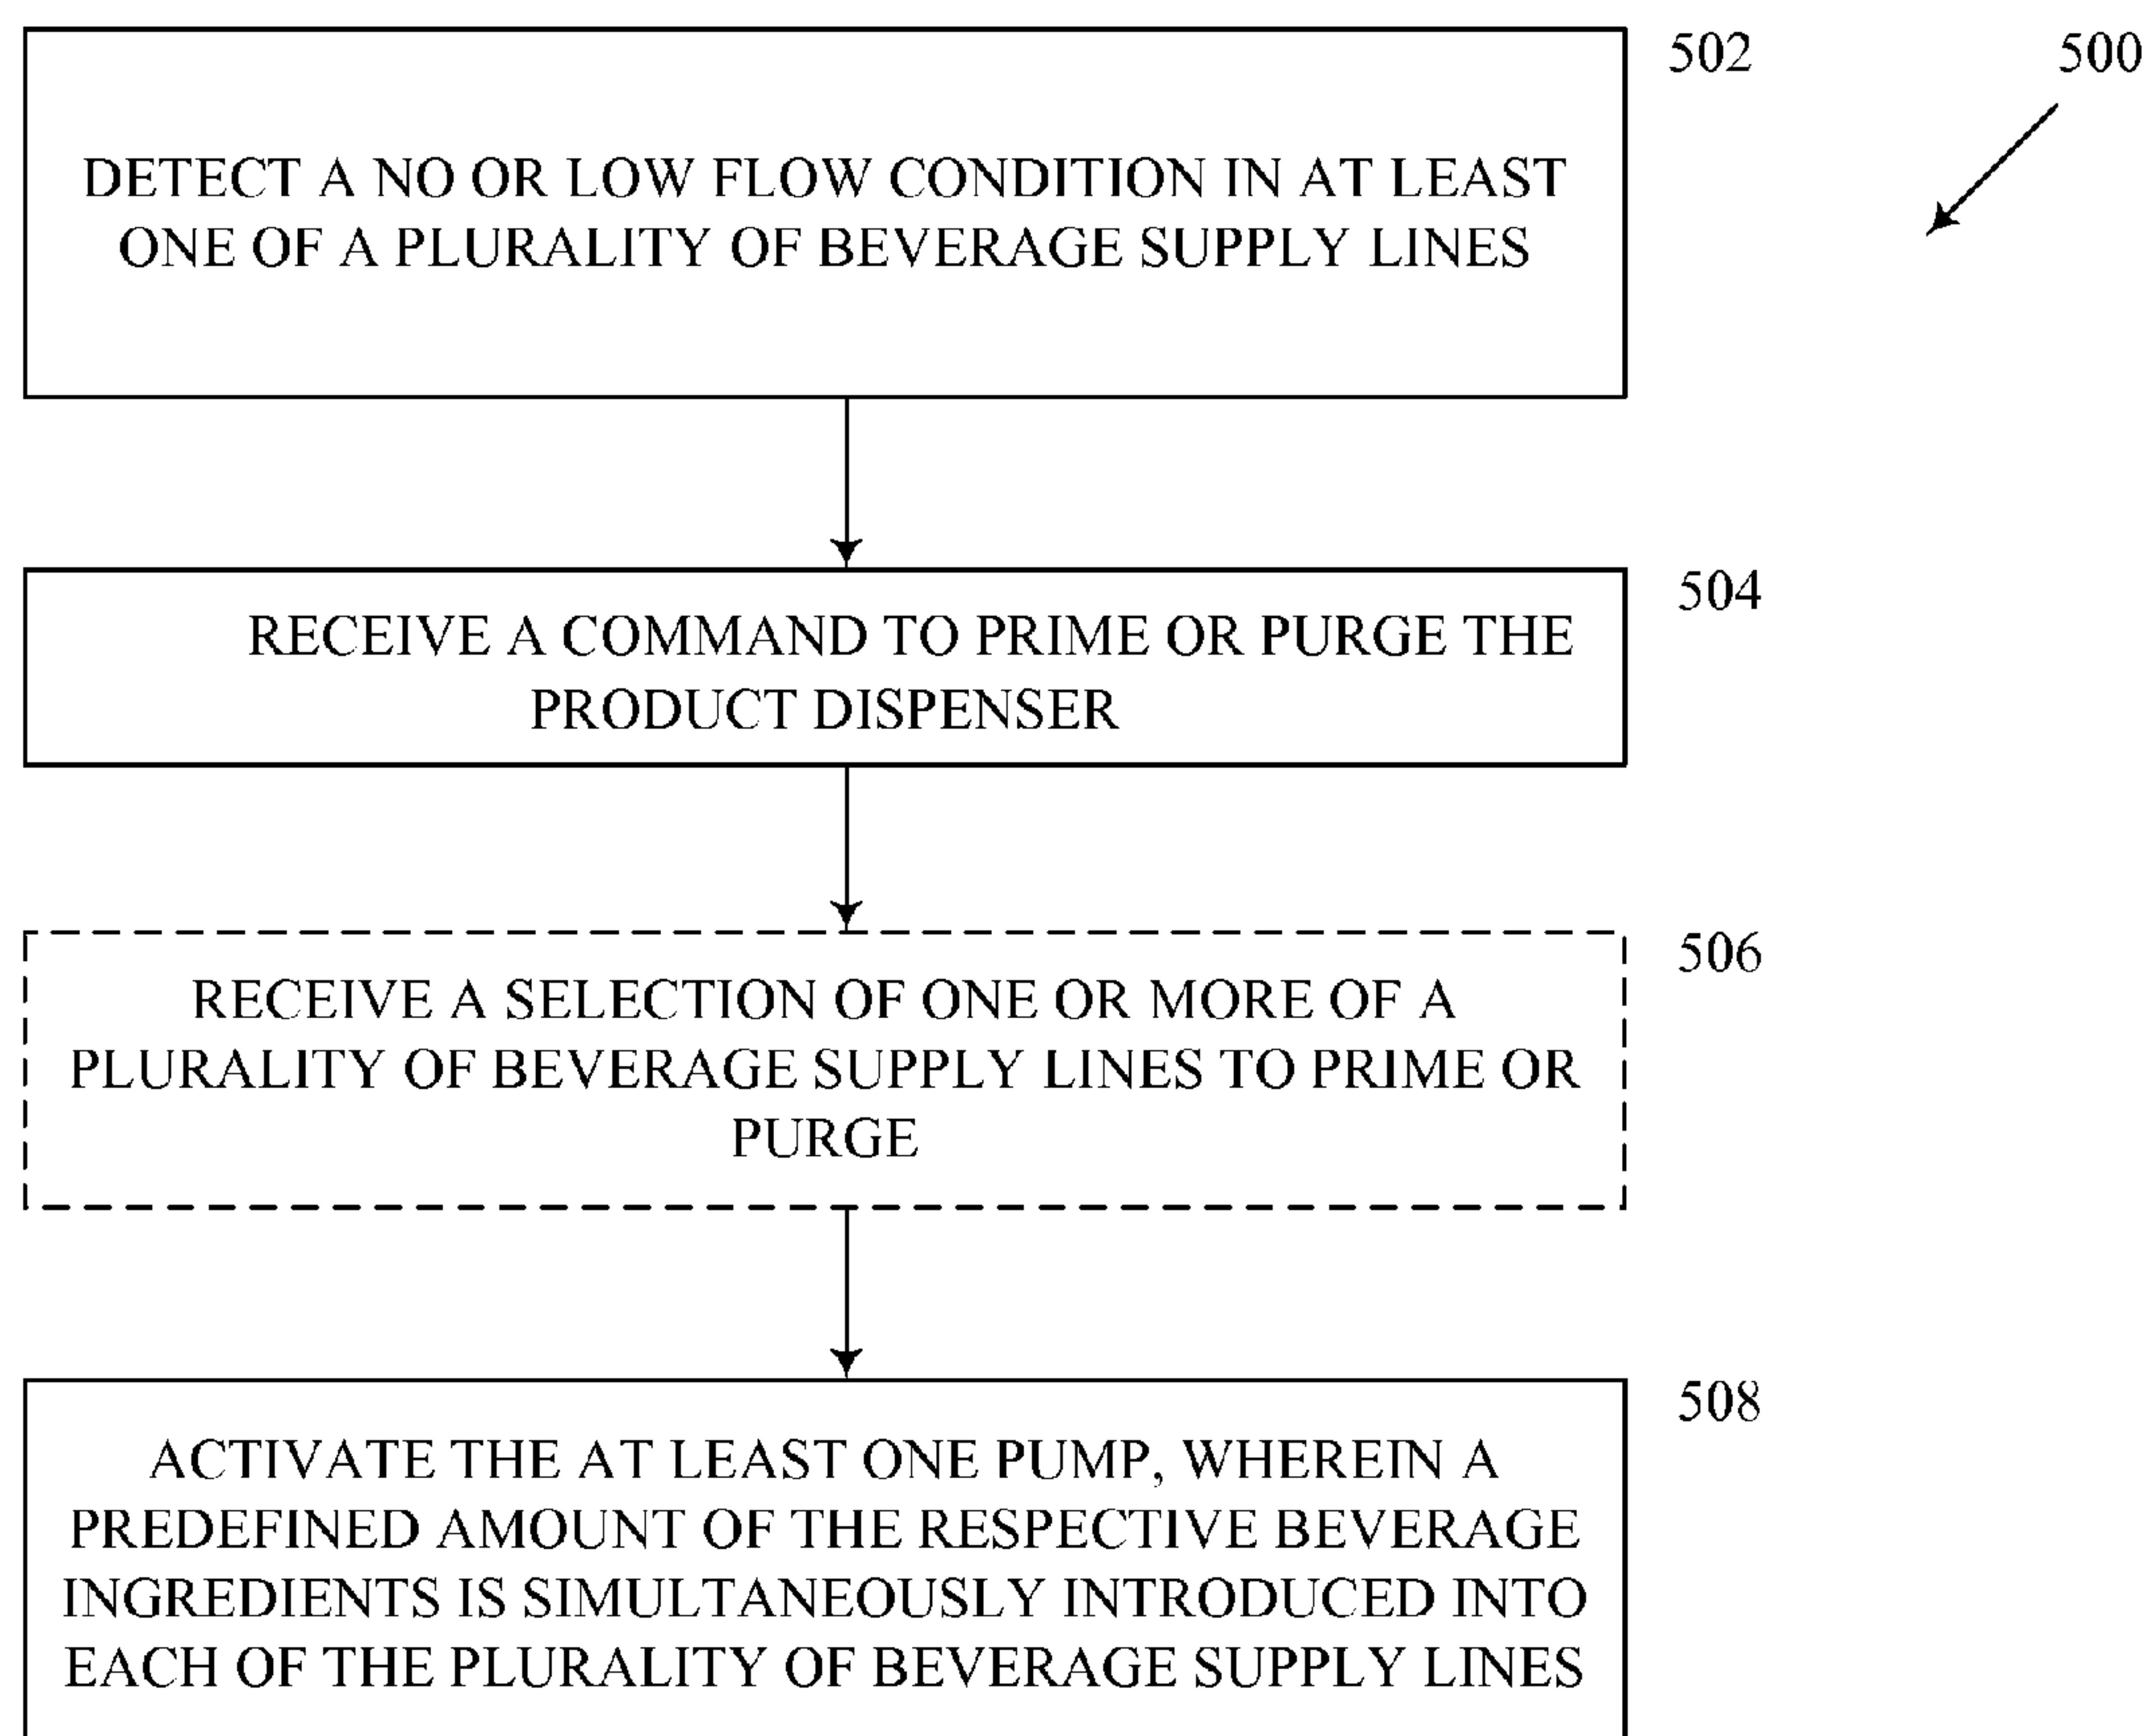 502
500
DETECT A NO OR LOW FLOW CONDITION IN AT LEAST
ONE OF A PLURALITY OF BEVERAGE SUPPLY LINES
504
RECEIVE A COMMAND TO PRIME OR PURGE THE
PRODUCT DISPENSER
506
RECEIVE A SELECTION OF ONE OR MORE OF A
PLURALITY OF BEVERAGE SUPPLY LINES TO PRIME OR
PURGE
508
ACTIVATE THE AT LEAST ONE PUMP, WHEREIN A
PREDEFINED AMOUNT OF THE RESPECTIVE BEVERAGE
INGREDIENTS IS SIMULTANEOUSLY INTRODUCED INTO
EACH OF THE PLURALITY OF BEVERAGE SUPPLY LINES